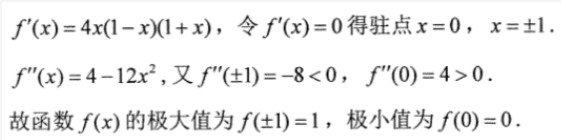 f′(x)=4x(1−x)(1+x)，令 f′(x)=0 得驻点 x=0，x=±1.
f″(x)=4−12x²,又 f″(±1)=−8<0，f″(0)=4>0.
故函数 f(x) 的极大值为 f(±1)=1，极小值为 f(0)=0.